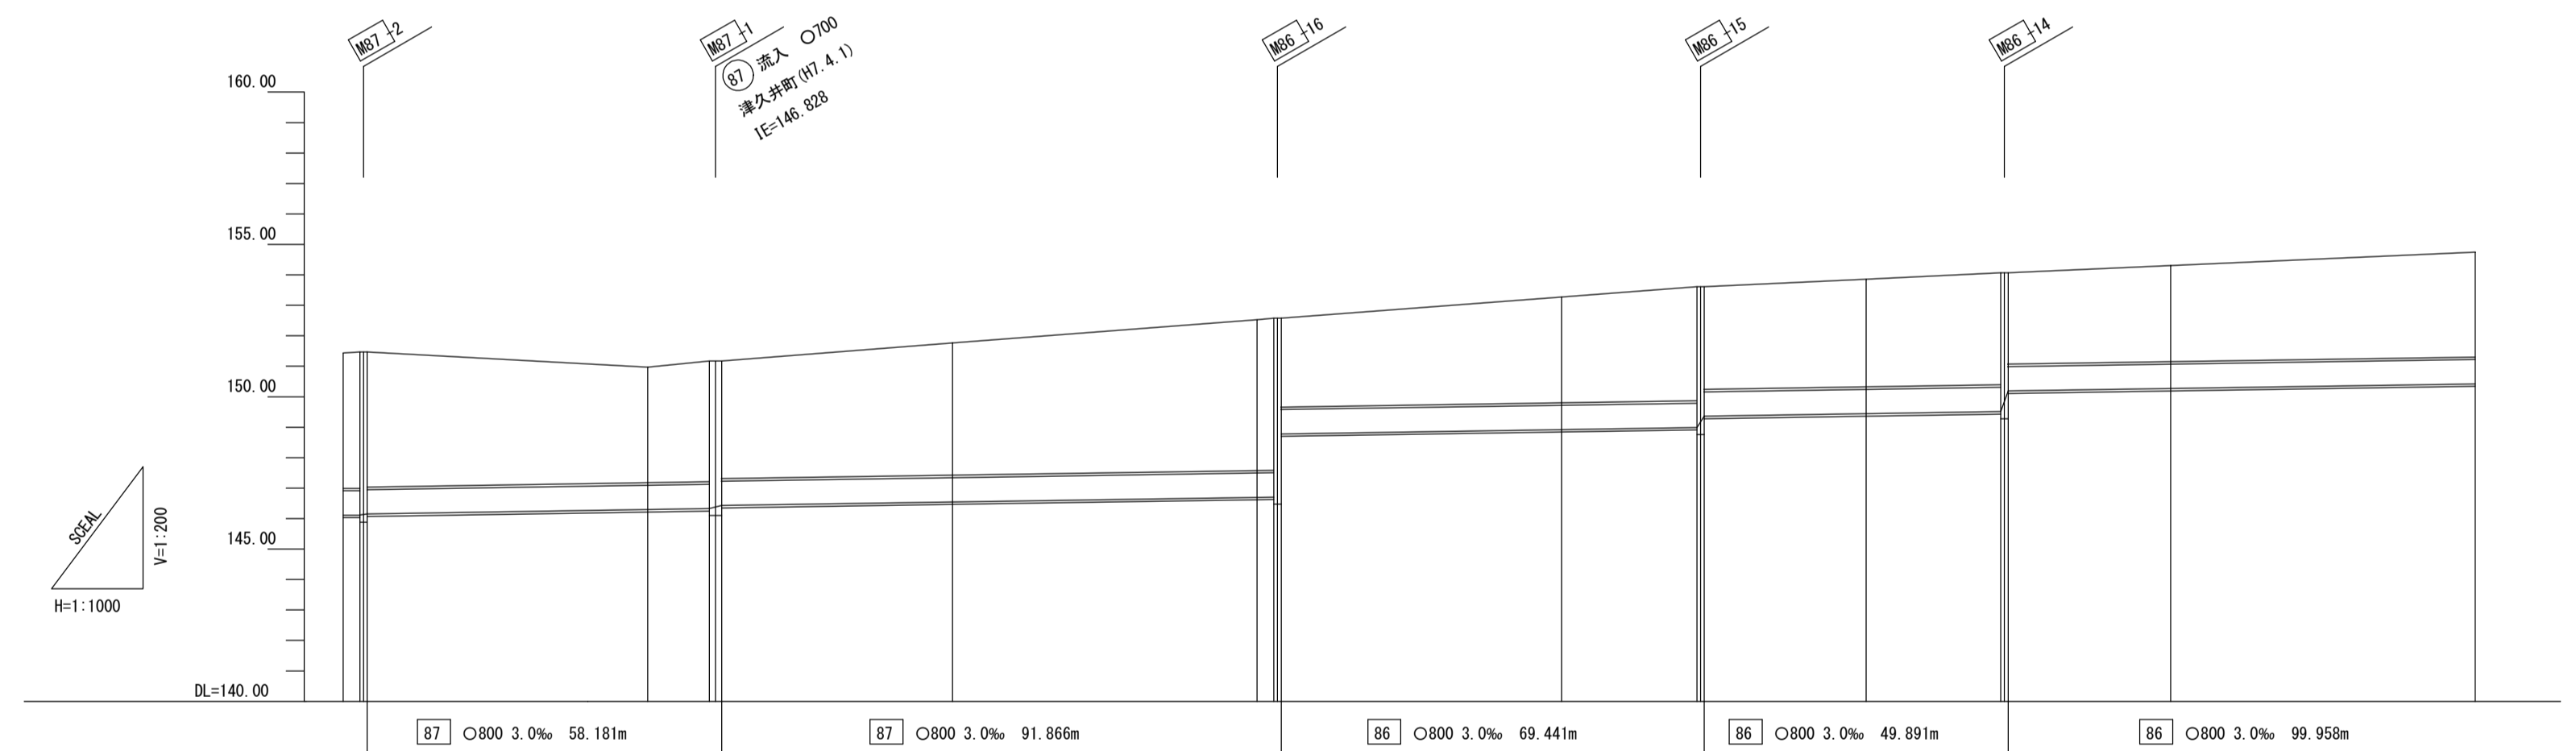 M87 -2
M87 -1
87 流入 ○700
津久井町(H7.4.1)
IE=146.828
M86 -16
M86 -15
M86 -14
160.00
155.00
150.00
145.00
DL=140.00
SCEAL
V=1:200
H=1:1000
87 ○800 3.0‰ 58.181m
87 ○800 3.0‰ 91.866m
86 ○800 3.0‰ 69.441m
86 ○800 3.0‰ 49.891m
86 ○800 3.0‰ 99.958m